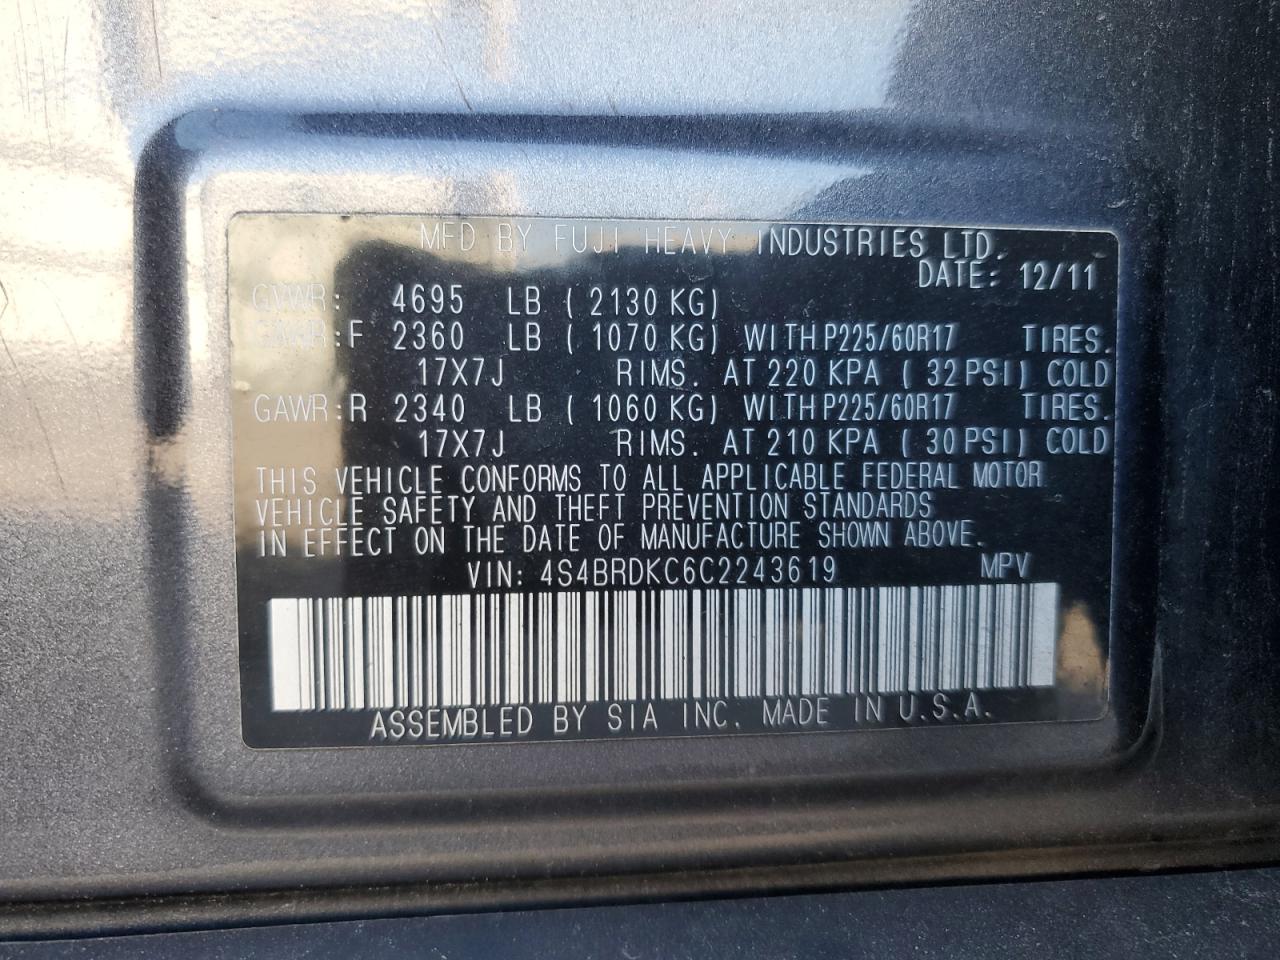 MFD BY FUJI HEAVY INDUSTRIES LTD.
DATE: 12/11
GVWR: 4695 LB ( 2130 KG)
GAWR:F 2360 LB ( 1070 KG) WITH P225/60R17 TIRES.
17X7J RIMS. AT 220 KPA ( 32 PSI) COLD
GAWR:R 2340 LB ( 1060 KG) WITH P225/60R17 TIRES.
17X7J RIMS. AT 210 KPA ( 30 PSI) COLD
THIS VEHICLE CONFORMS TO ALL APPLICABLE FEDERAL MOTOR
VEHICLE SAFETY AND THEFT PREVENTION STANDARDS
IN EFFECT ON THE DATE OF MANUFACTURE SHOWN ABOVE.
VIN: 4S4BRDKC6C2243619 MPV
ASSEMBLED BY SIA INC. MADE IN U.S.A.